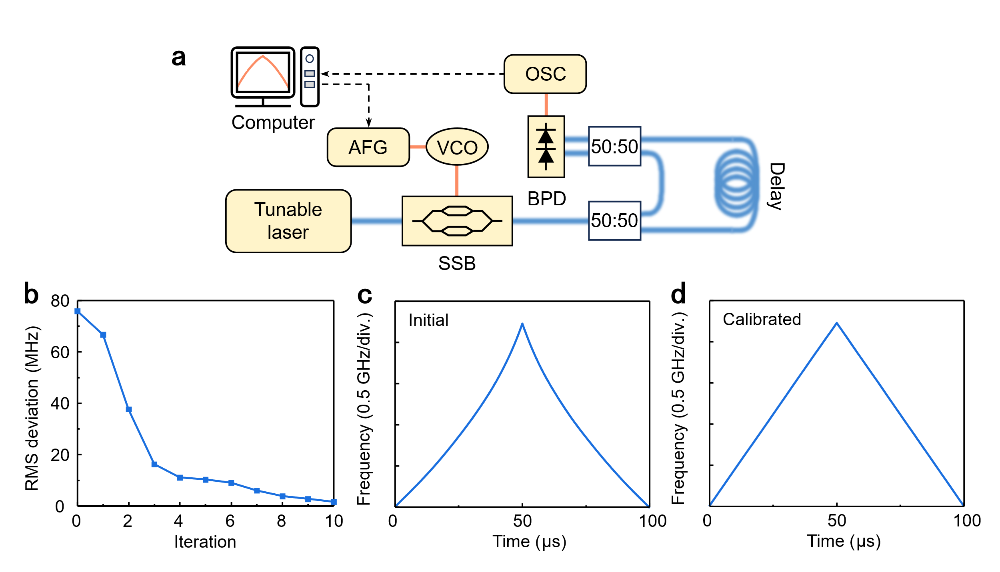 a
Computer
OSC
AFG
VCO
BPD
50:50
50:50
Delay
Tunable
laser
SSB
b
RMS deviation (MHz)
80
60
40
20
0
0 2 4 6 8 10
Iteration
c
Frequency (0.5 GHz/div.)
Initial
0 50 100
Time (μs)
d
Frequency (0.5 GHz/div.)
Calibrated
0 50 100
Time (μs)